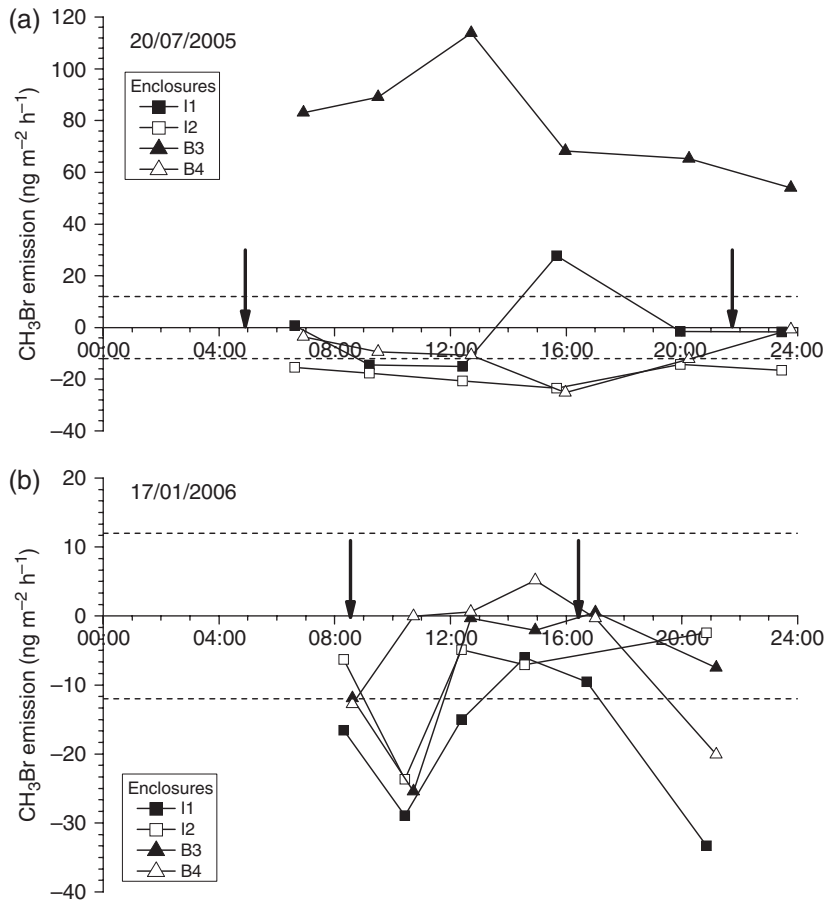 (a)
20/07/2005
Enclosures
I1
I2
B3
B4
CH₃Br emission (ng m⁻² h⁻¹)
120
100
80
60
40
20
0
−20
−40
00:00 04:00 08:00 12:00 16:00 20:00 24:00
(b)
17/01/2006
CH₃Br emission (ng m⁻² h⁻¹)
20
10
0
−10
−20
−30
−40
00:00 04:00 08:00 12:00 16:00 20:00 24:00
Enclosures
I1
I2
B3
B4